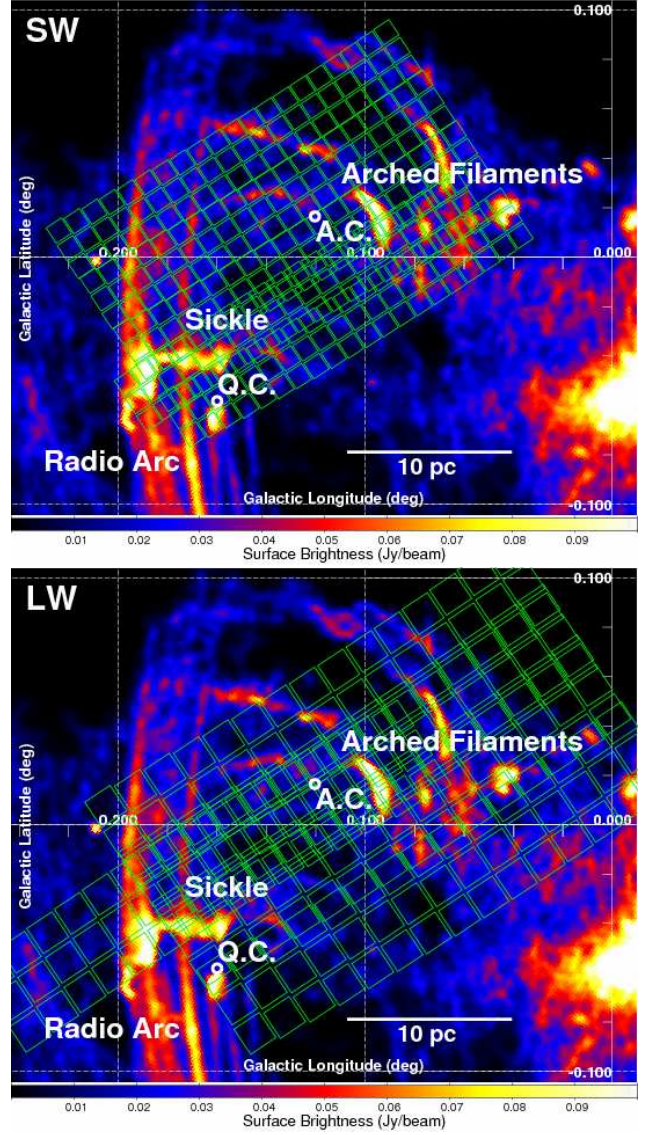 SW
0.100
Arched Filaments
A.C.
0.200
0.100
0.000
Sickle
Q.C.
Radio Arc
10 pc
Galactic Latitude (deg)
Galactic Longitude (deg)
-0.100
0.01 0.02 0.03 0.04 0.05 0.06 0.07 0.08 0.09
Surface Brightness (Jy/beam)
LW
0.100
Arched Filaments
A.C.
0.200
0.100
0.000
Sickle
Q.C.
Radio Arc
10 pc
Galactic Latitude (deg)
Galactic Longitude (deg)
-0.100
0.01 0.02 0.03 0.04 0.05 0.06 0.07 0.08 0.09
Surface Brightness (Jy/beam)